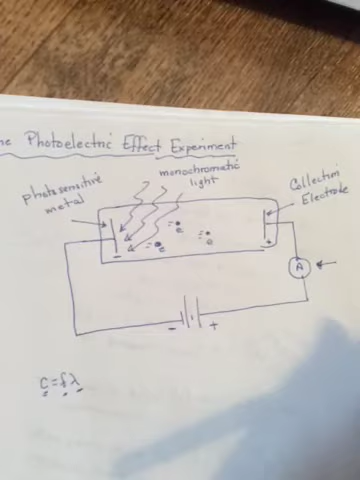 he Photoelectric Effect Experiment
monochromatic
light
photosensitive
metal
Collection
Electrode
e
e
e
-
+
A
- +
c = fλ